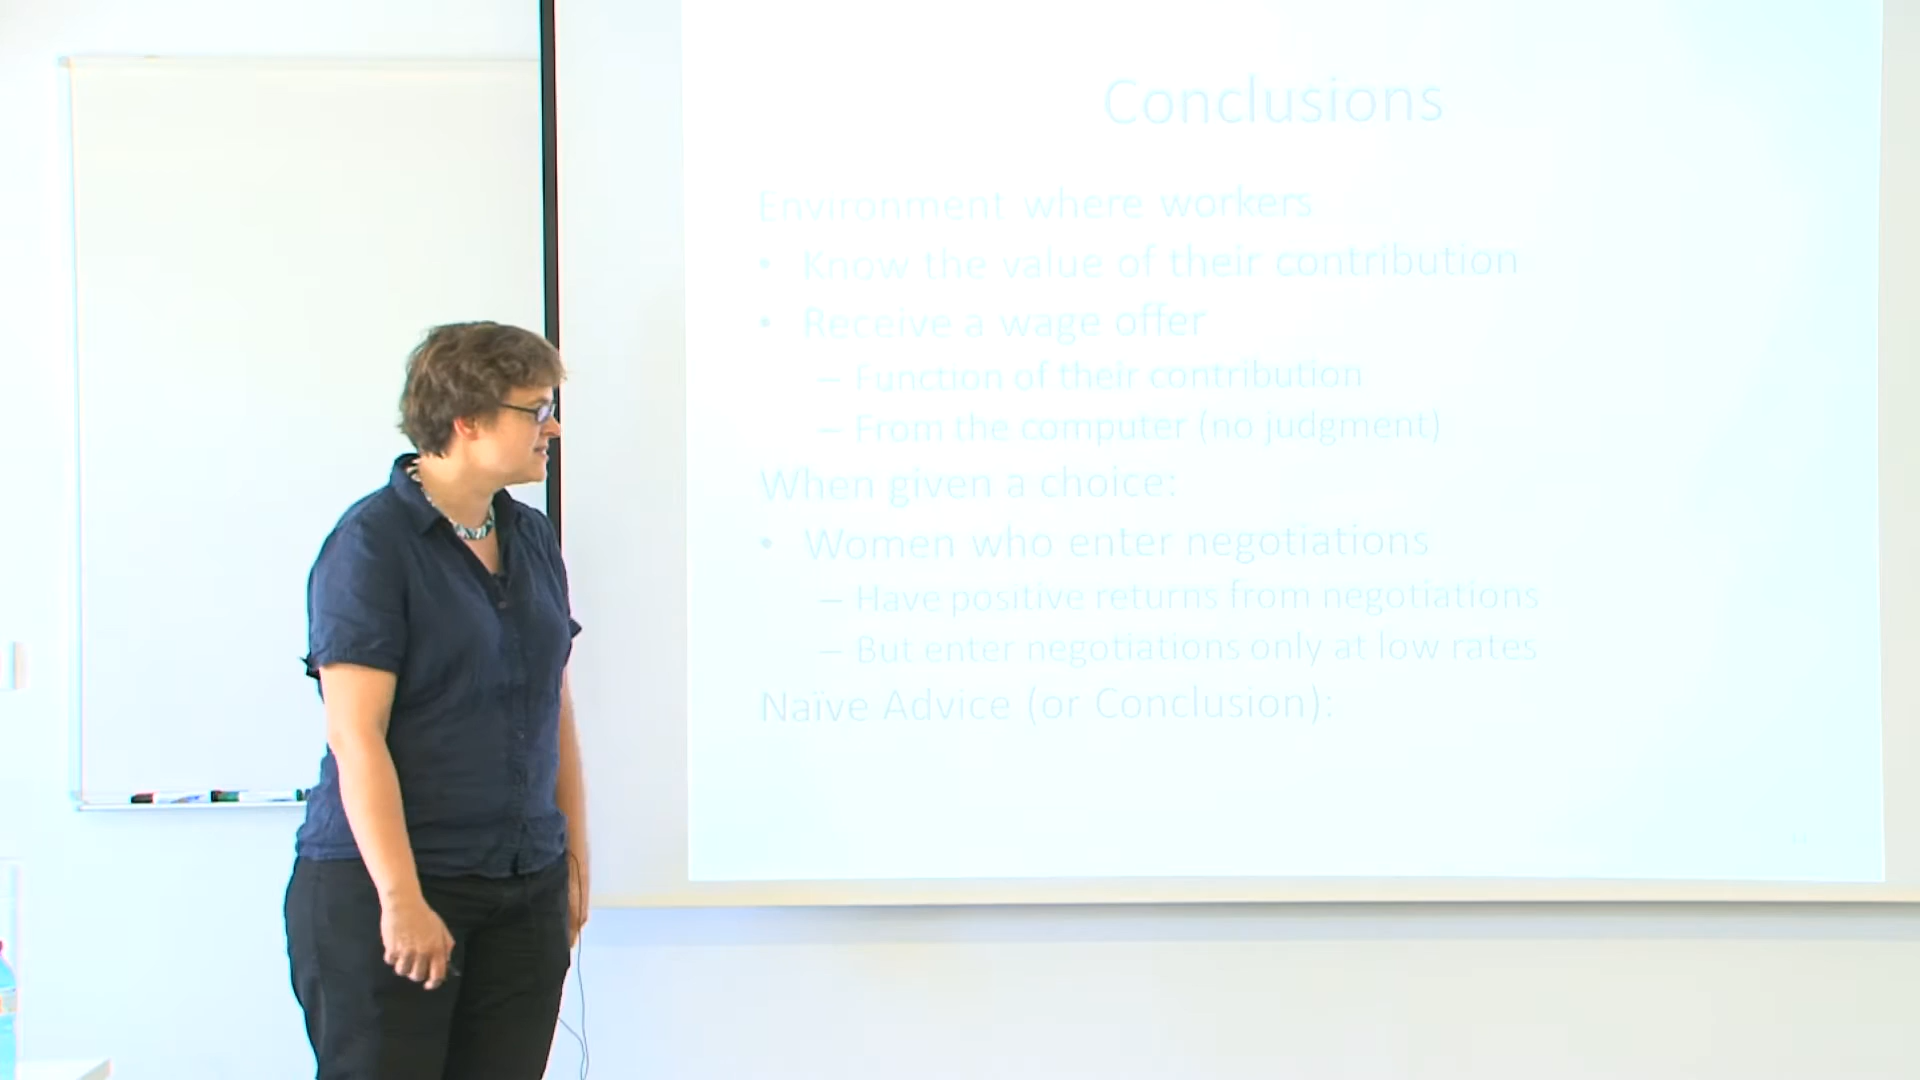 Conclusions
Environment where workers
• Know the value of their contribution
• Receive a wage offer
– Function of their contribution
– From the computer (no judgment)
When given a choice:
• Women who enter negotiations
– Have positive returns from negotiations
– But enter negotiations only at low rates
Naïve Advice (or Conclusion):